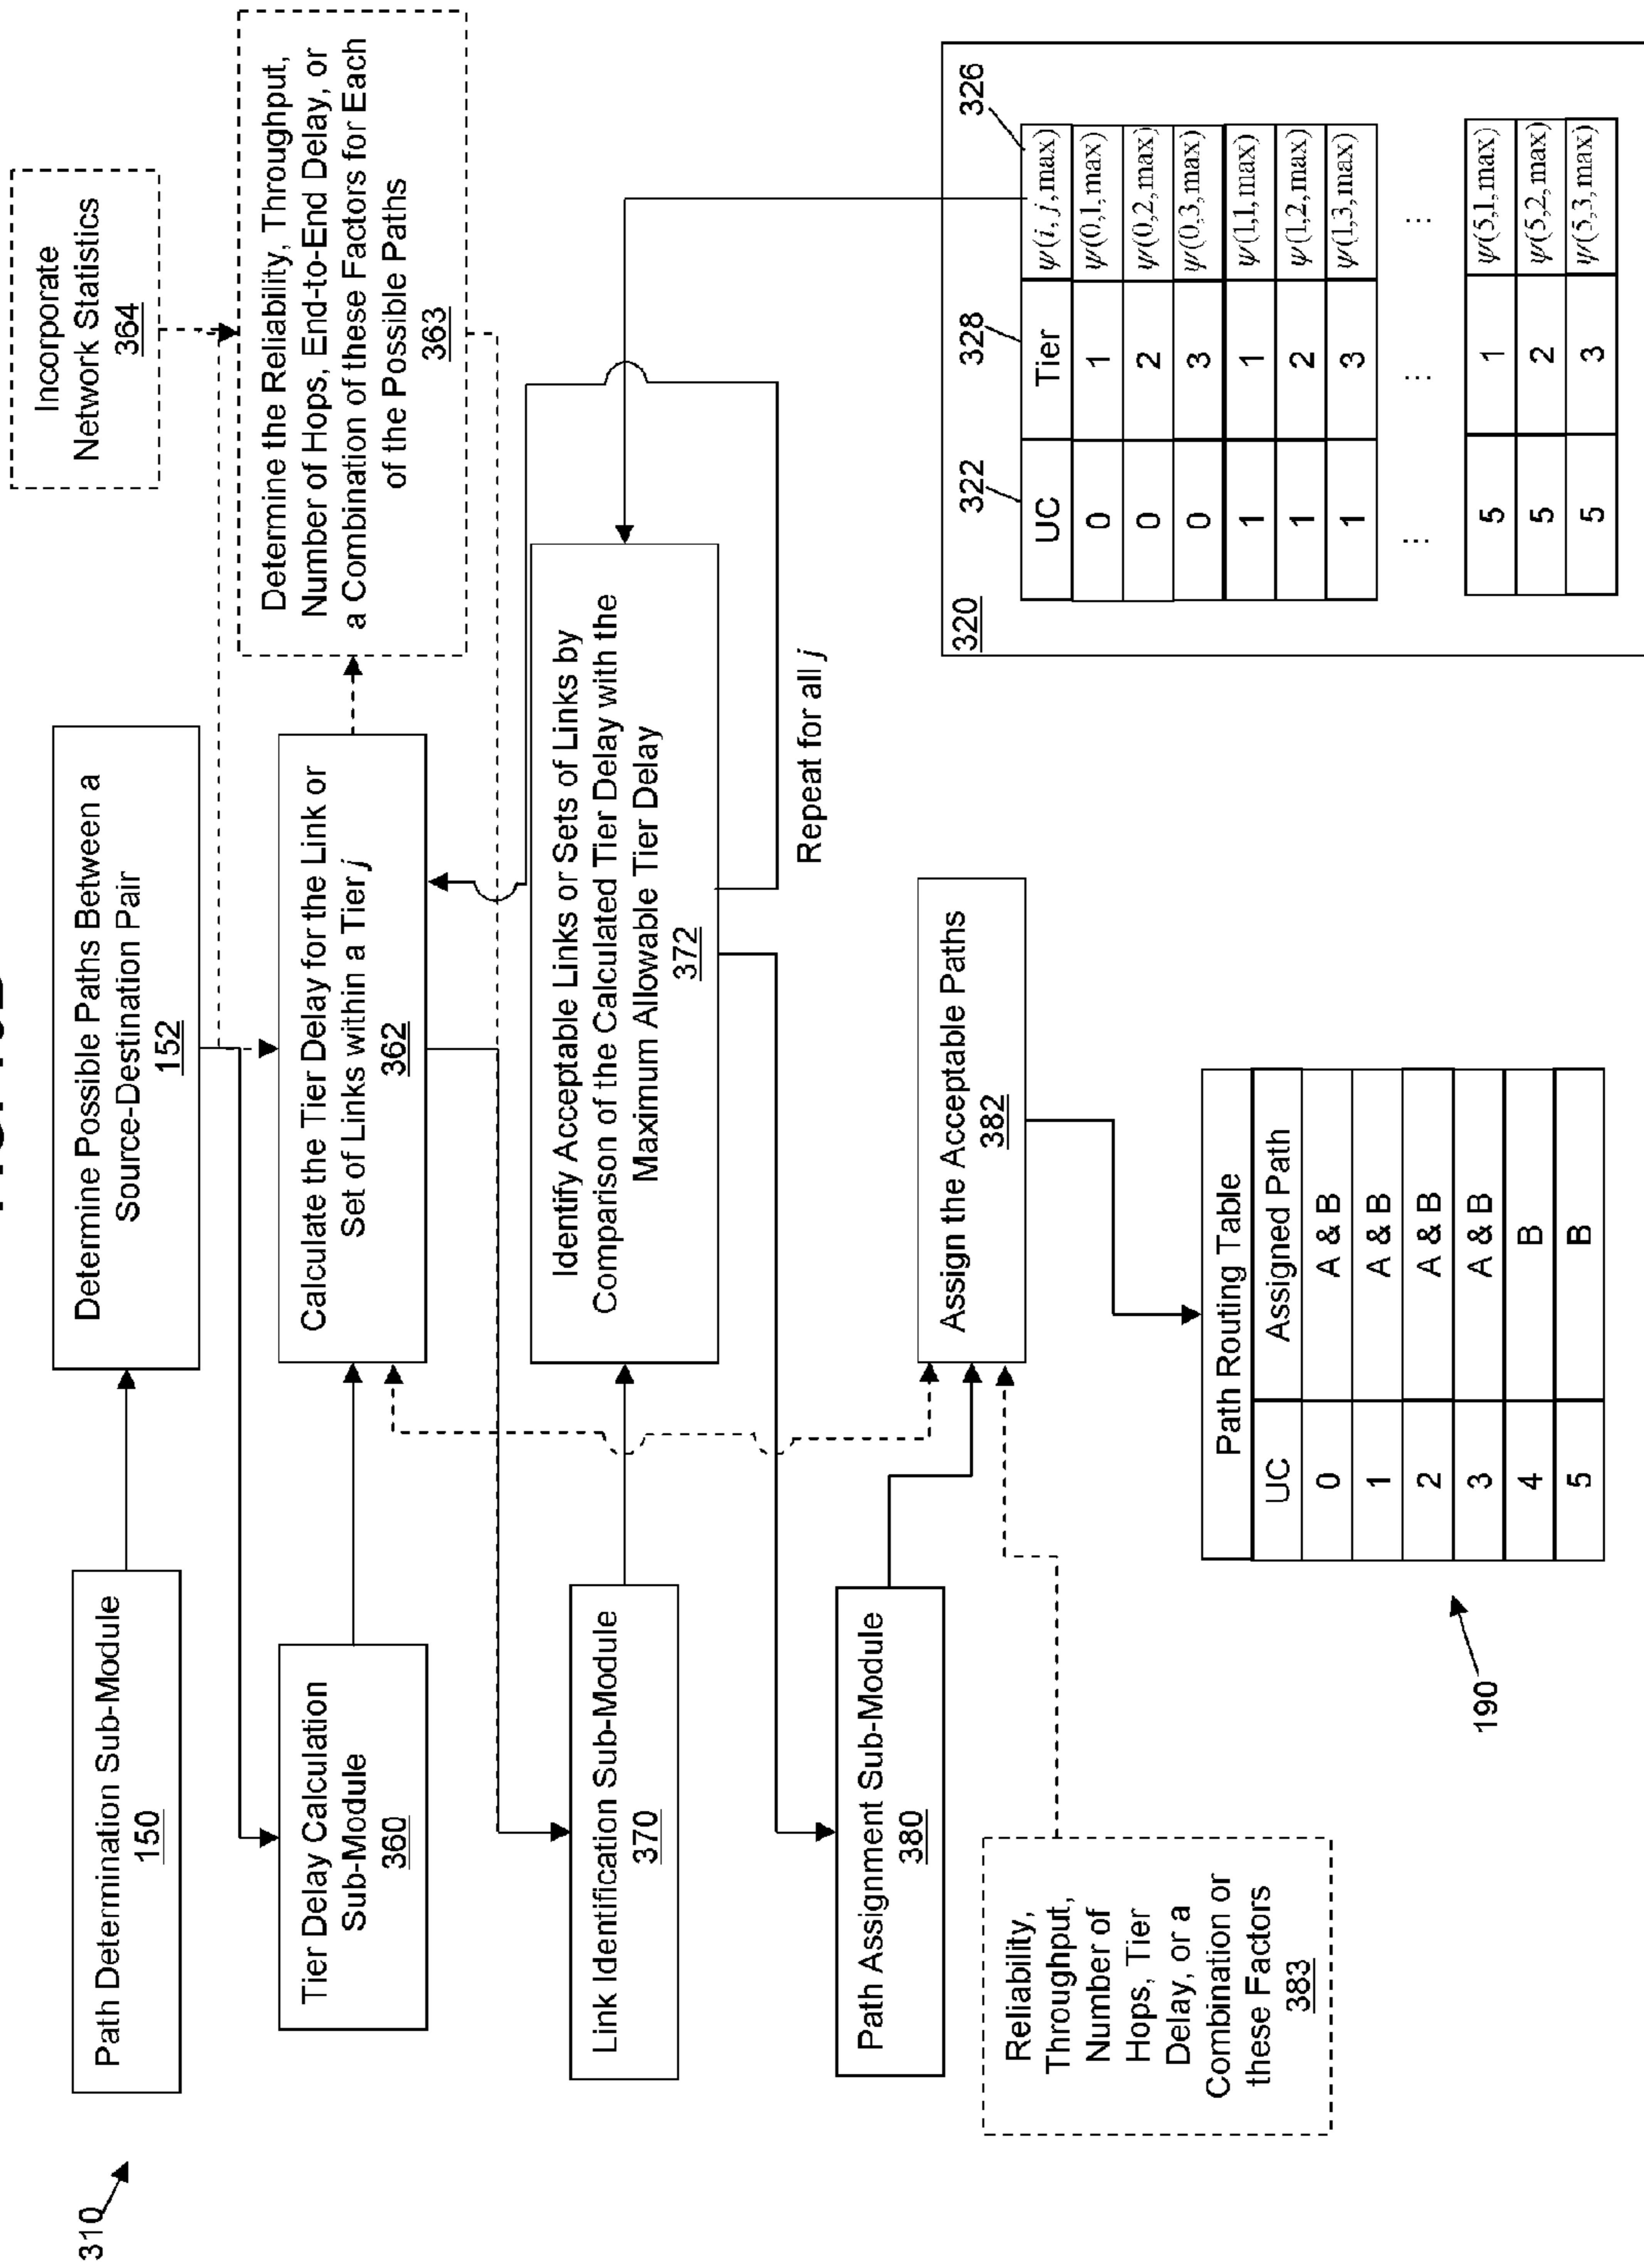 310
Path Determination Sub-Module
150
Determine Possible Paths Between a
Source-Destination Pair
152
Incorporate
Network Statistics
364
Tier Delay Calculation
Sub-Module
360
Calculate the Tier Delay for the Link or
Set of Links within a Tier j
362
Determine the Reliability, Throughput,
Number of Hops, End-to-End Delay, or
a Combination of these Factors for Each
of the Possible Paths
363
Link Identification Sub-Module
370
Identify Acceptable Links or Sets of Links by
Comparison of the Calculated Tier Delay with the
Maximum Allowable Tier Delay
372
Repeat for all j
Path Assignment Sub-Module
380
Assign the Acceptable Paths
382
Reliability,
Throughput,
Number of
Hops, Tier
Delay, or a
Combination or
these Factors
383
190
Path Routing Table
UC Assigned Path
0 A & B
1 A & B
2 A & B
3 A & B
4 B
5 B
320
322 328 326
UC Tier ψ(i, j, max)
0 1 ψ(0,1,max)
0 2 ψ(0,2,max)
0 3 ψ(0,3,max)
1 1 ψ(1,1,max)
1 2 ψ(1,2,max)
1 3 ψ(1,3,max)
... ... ...
5 1 ψ(5,1,max)
5 2 ψ(5,2,max)
5 3 ψ(5,3,max)